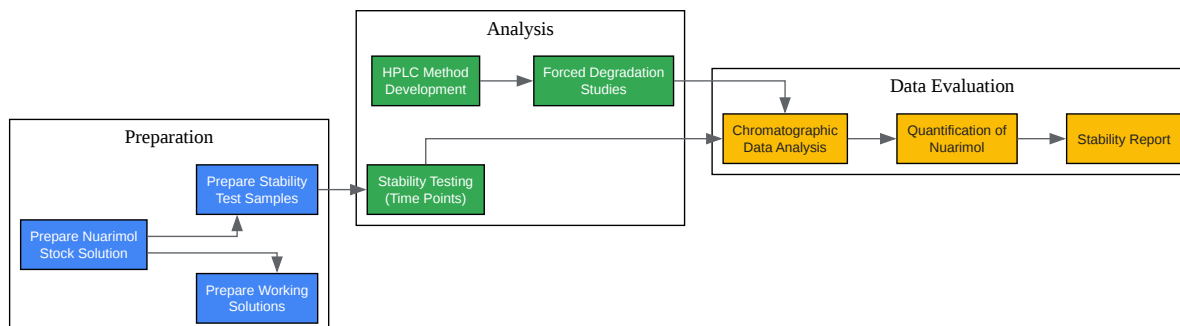 Preparation
Prepare Nuarimol
Stock Solution
Prepare Stability
Test Samples
Prepare Working
Solutions
Analysis
HPLC Method
Development
Forced Degradation
Studies
Stability Testing
(Time Points)
Data Evaluation
Chromatographic
Data Analysis
Quantification of
Nuarimol
Stability Report